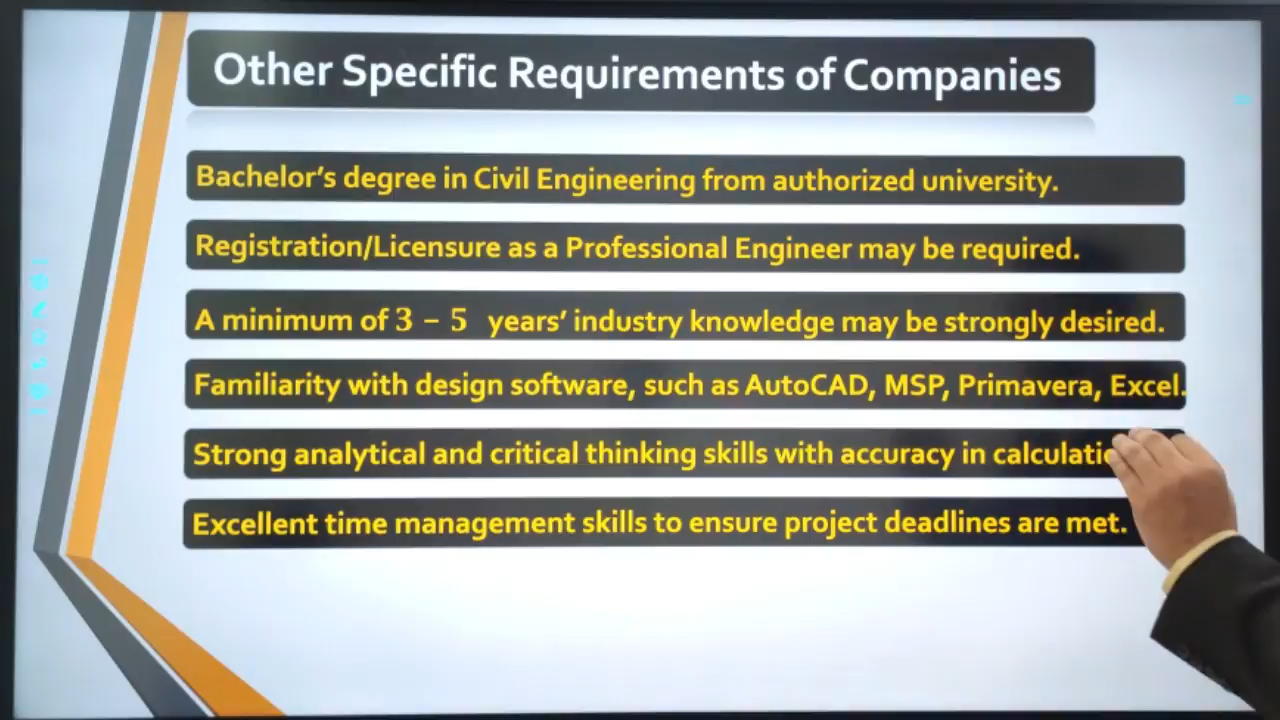 Other Specific Requirements of Companies
Bachelor's degree in Civil Engineering from authorized university.
Registration/Licensure as a Professional Engineer may be required.
A minimum of 3 – 5 years' industry knowledge may be strongly desired.
Familiarity with design software, such as AutoCAD, MSP, Primavera, Excel.
Strong analytical and critical thinking skills with accuracy in
Excellent time management skills to ensure project deadlines are met.